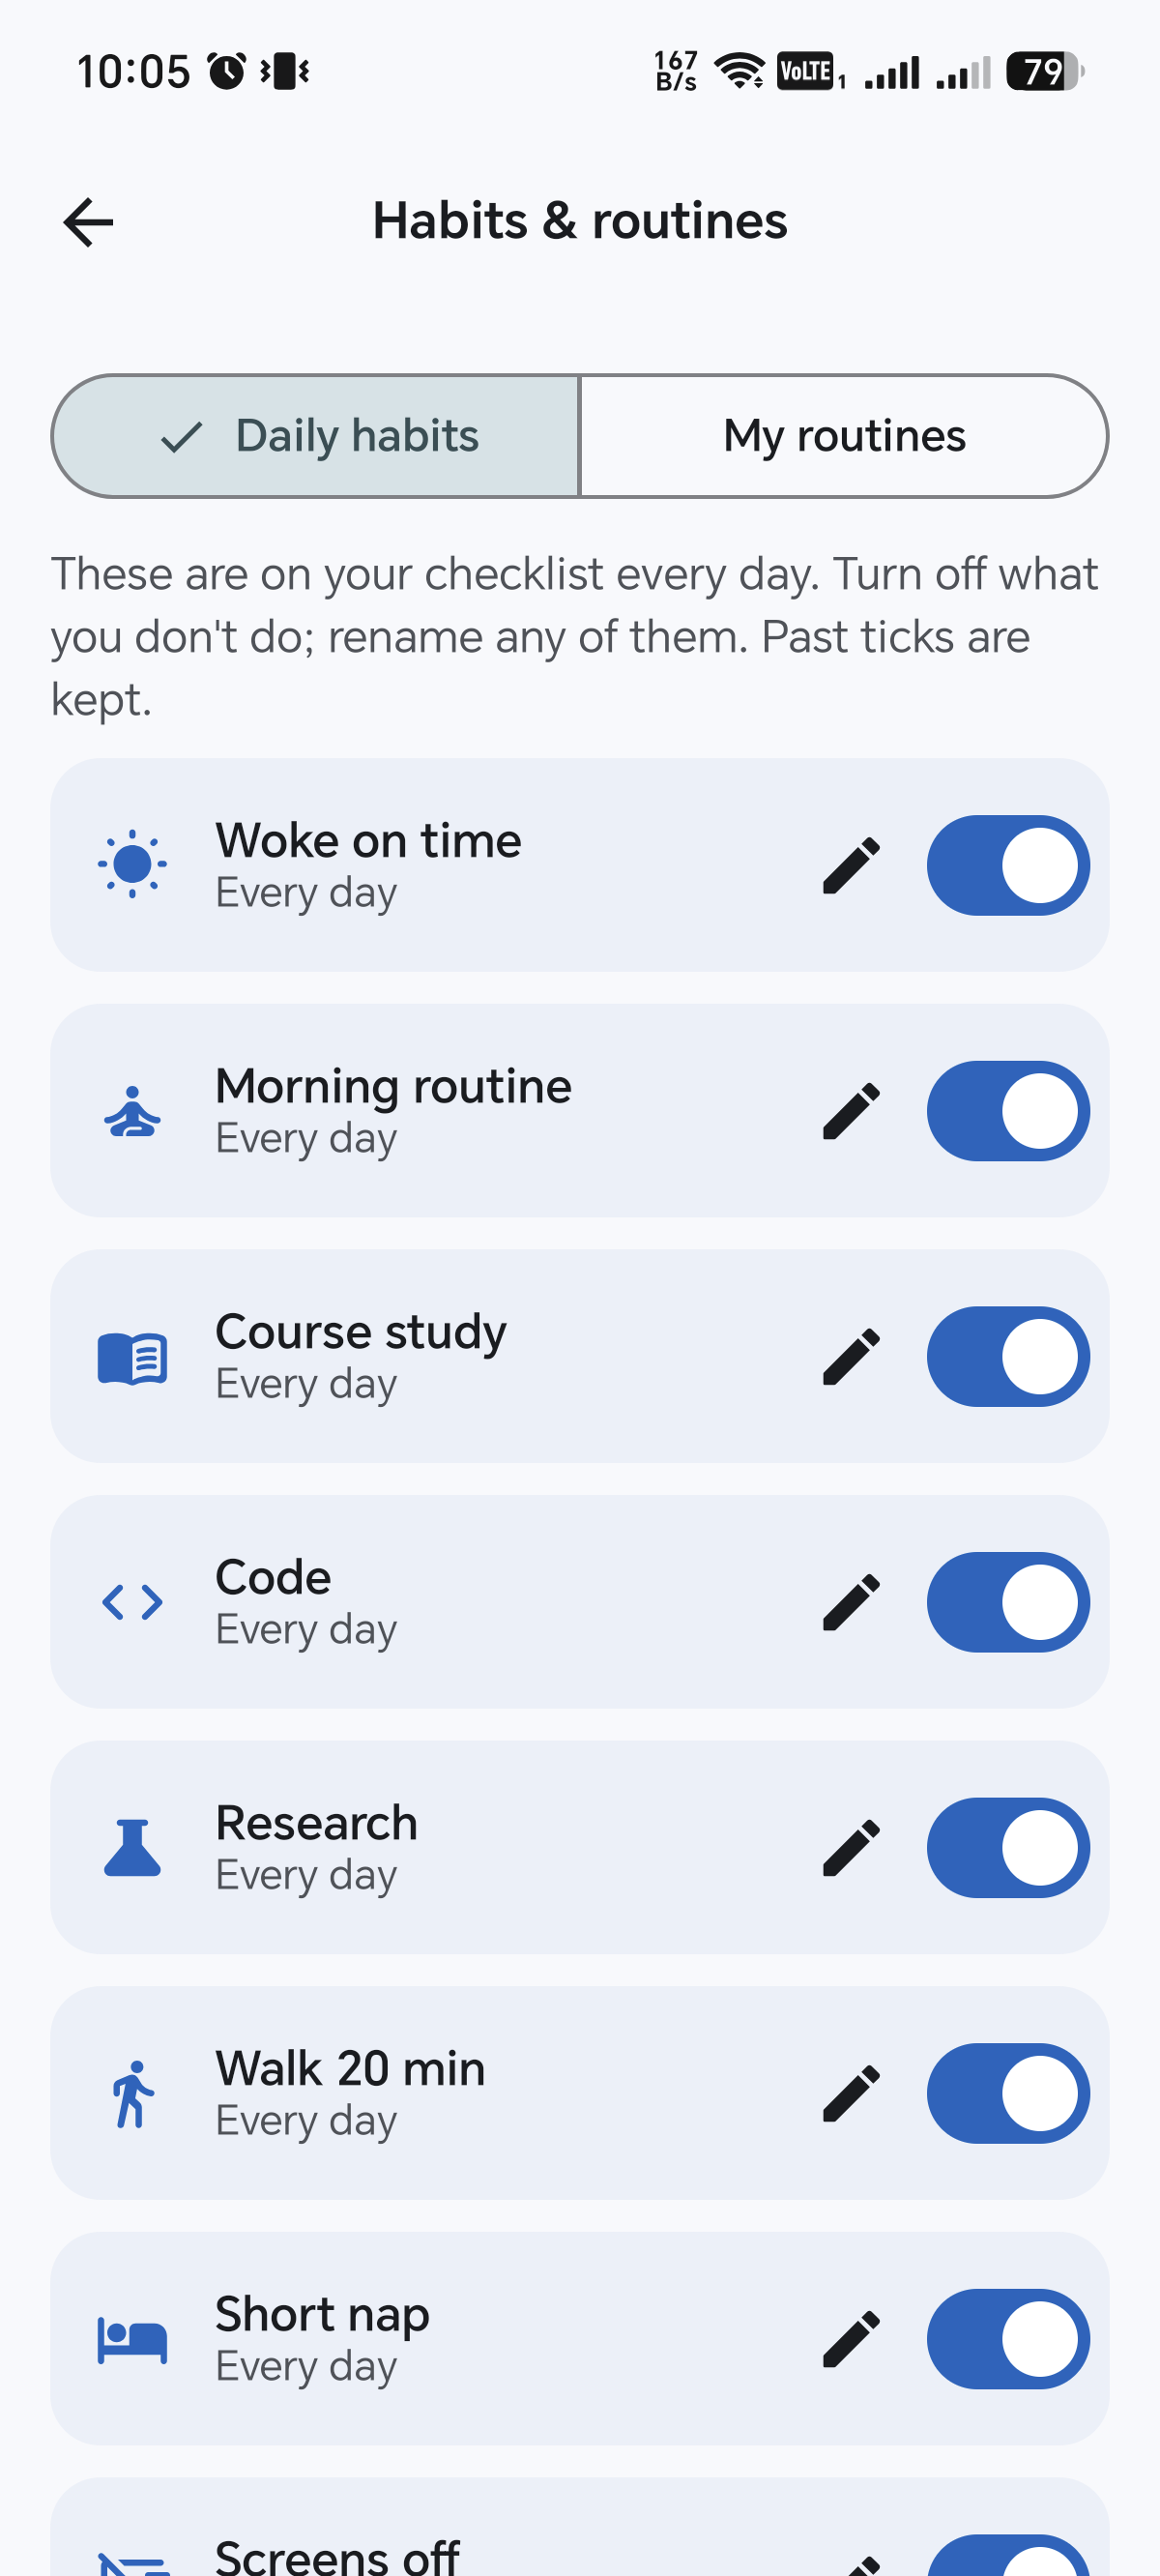 10:05
167
B/s
VoLTE 1
79
Habits & routines
Daily habits
My routines
These are on your checklist every day. Turn off what
you don't do; rename any of them. Past ticks are
kept.
Woke on time
Every day
Morning routine
Every day
Course study
Every day
Code
Every day
Research
Every day
Walk 20 min
Every day
Short nap
Every day
Screens off